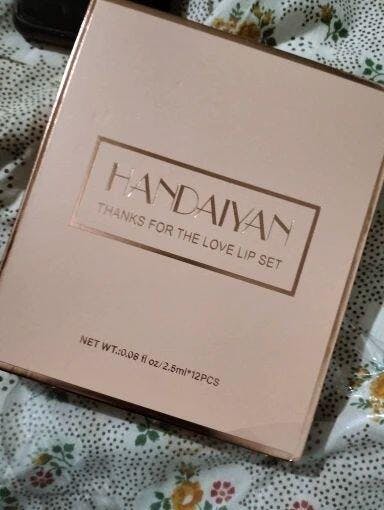 HANDAIYAN
THANKS FOR THE LOVE LIP SET
NET WT.:0.08 fl oz/2.5ml*12PCS